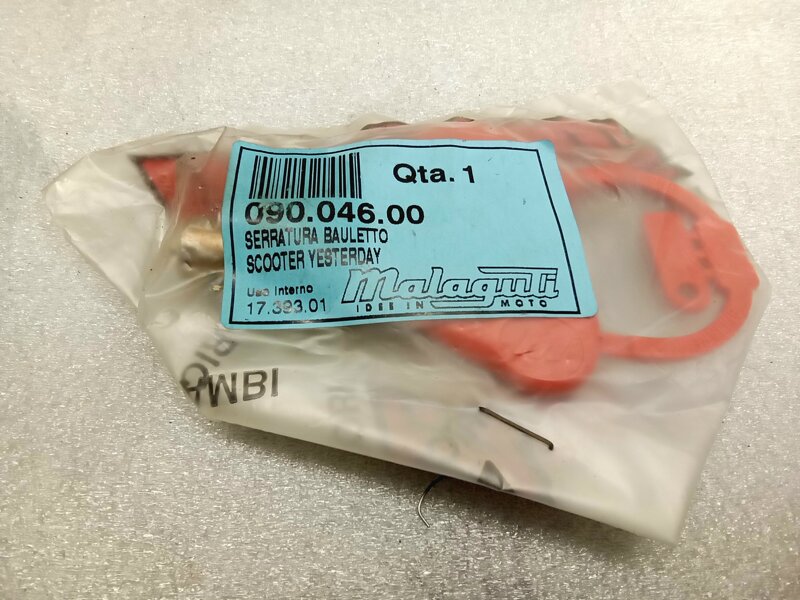 Qta. 1
090.046.00
SERRATURA BAULETTO
SCOOTER YESTERDAY
Uso Interno
17.393.01
Malaguti
IDEE IN MOTO